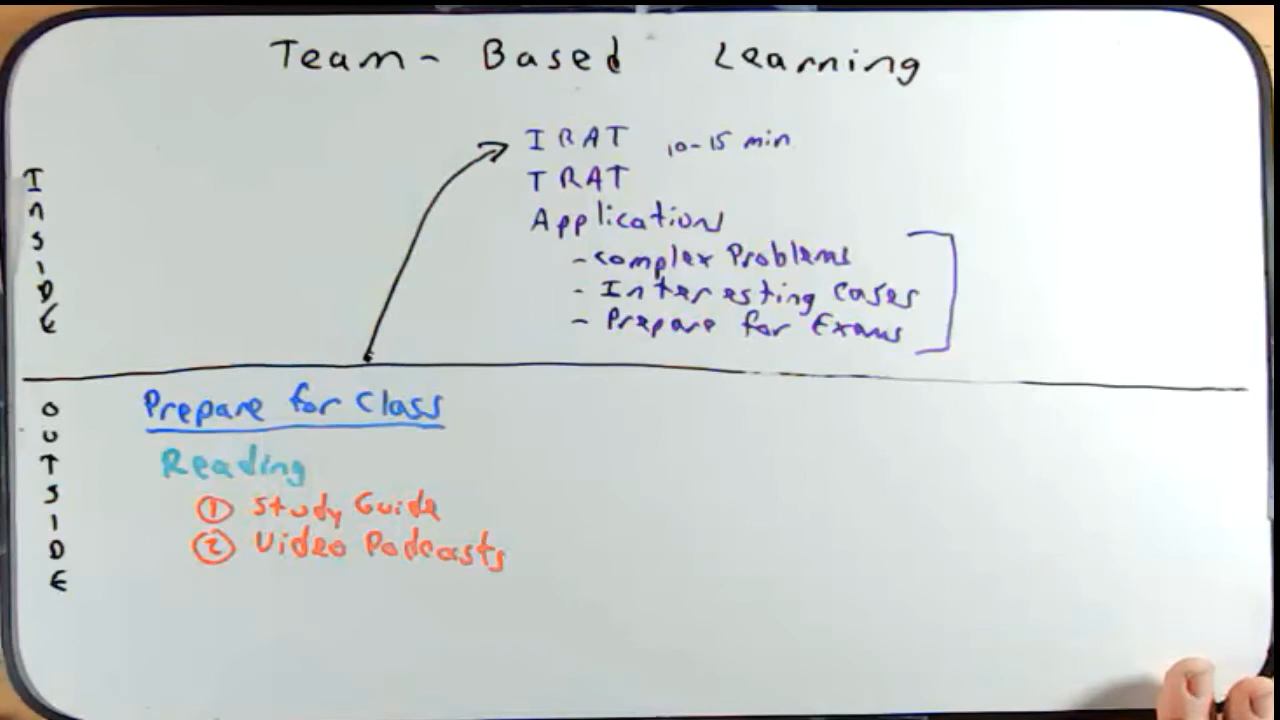 Team-Based Learning
INSIDE
IRAT 10-15 min
TRAT
Application
- Complex Problems
- Interesting Cases
- Prepare for Exams
OUTSIDE
Prepare for Class
Reading
① Study Guide
② Video Podcasts